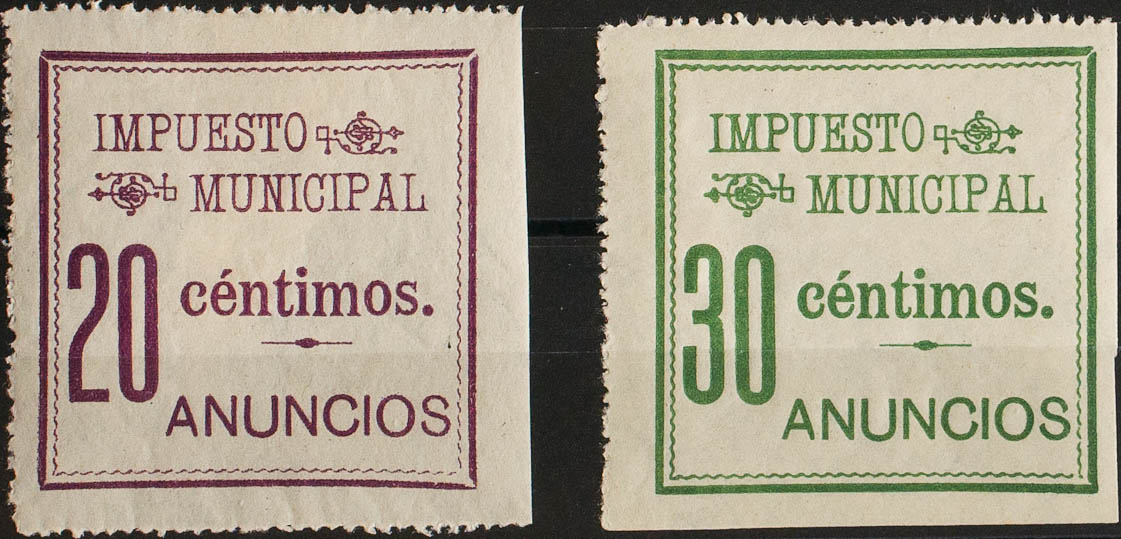 IMPUESTO
MUNICIPAL
20 céntimos.
ANUNCIOS
IMPUESTO
MUNICIPAL
30 céntimos.
ANUNCIOS